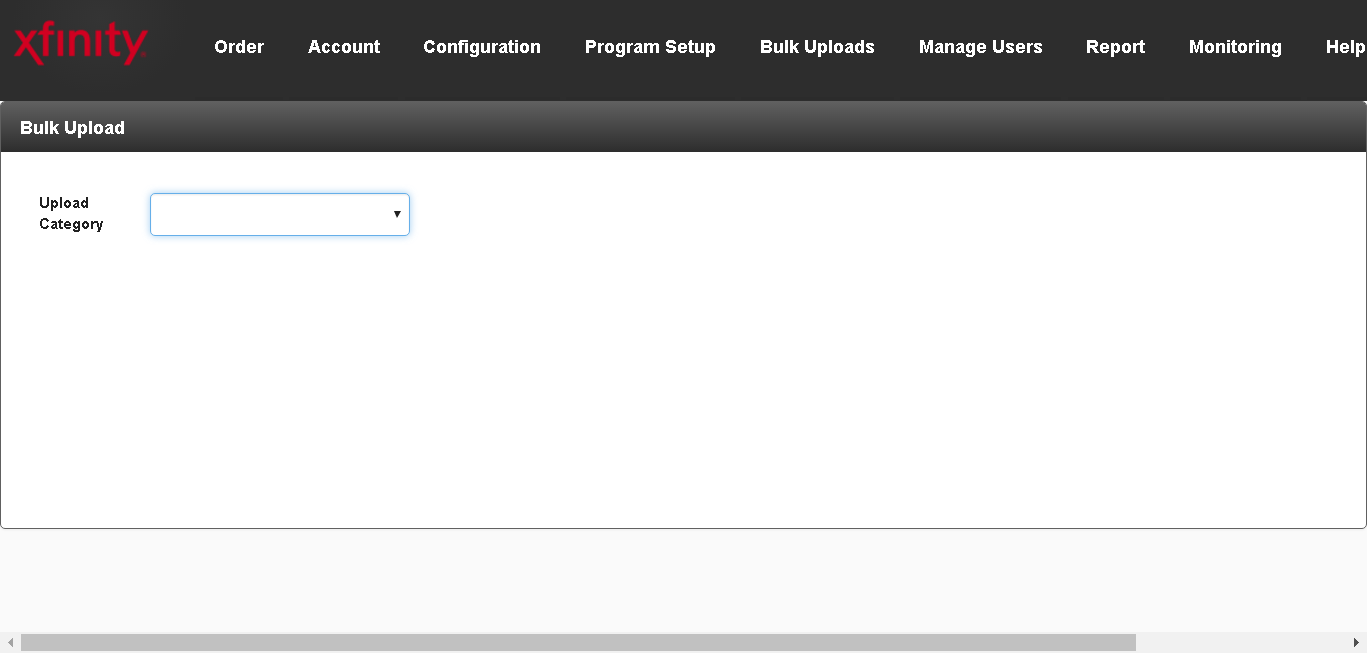 xfinity
Order Account Configuration Program Setup Bulk Uploads Manage Users Report Monitoring Help
Bulk Upload
Upload
Category